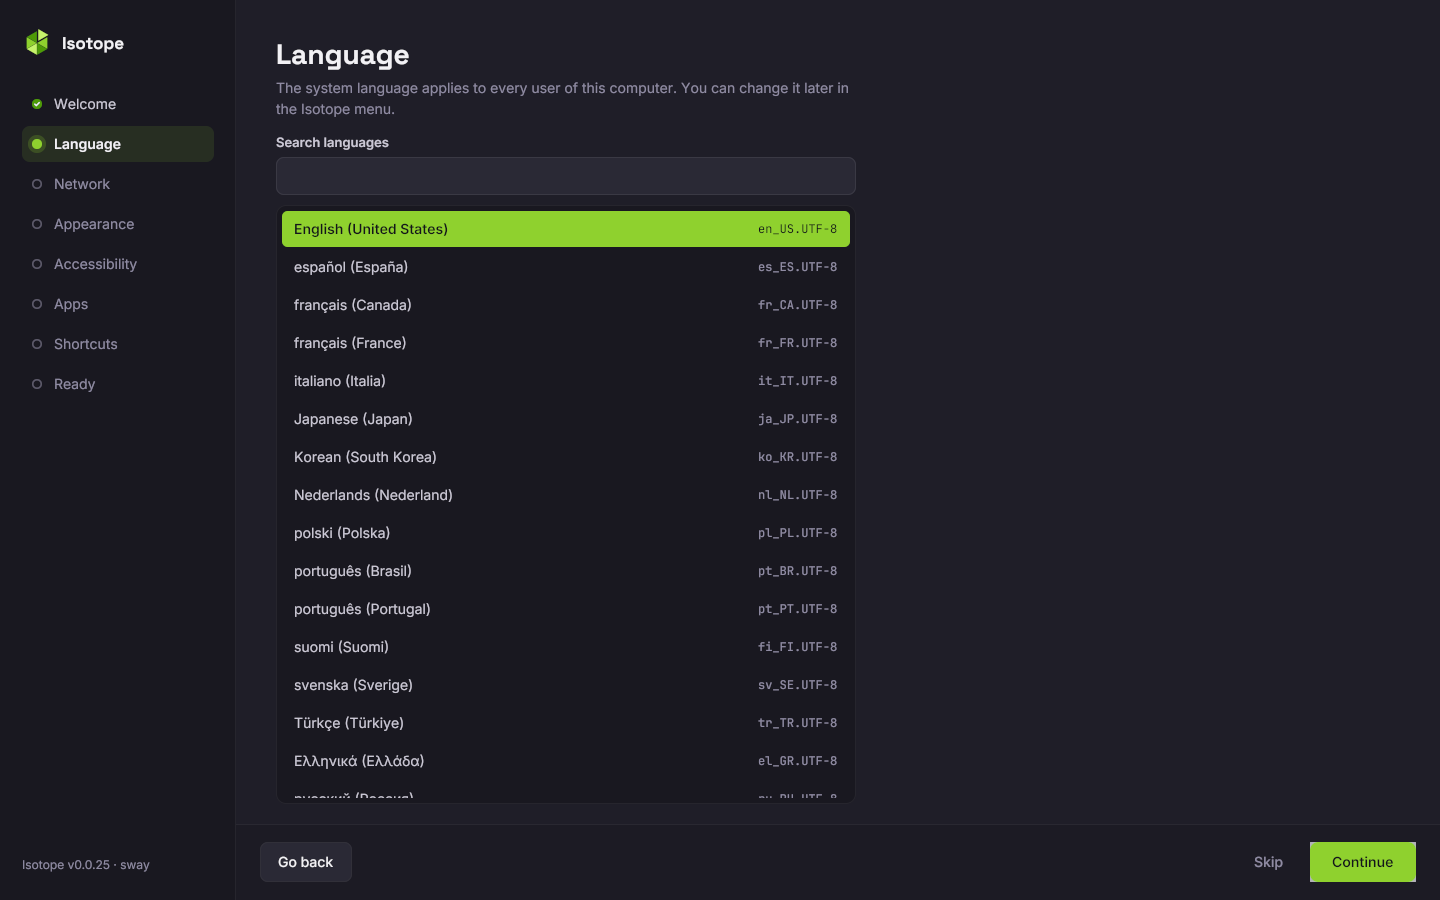 Isotope
Welcome
Language
Network
Appearance
Accessibility
Apps
Shortcuts
Ready
Isotope v0.0.25 · sway
Language
The system language applies to every user of this computer. You can change it later in
the Isotope menu.
Search languages
English (United States) en_US.UTF-8
español (España) es_ES.UTF-8
français (Canada) fr_CA.UTF-8
français (France) fr_FR.UTF-8
italiano (Italia) it_IT.UTF-8
Japanese (Japan) ja_JP.UTF-8
Korean (South Korea) ko_KR.UTF-8
Nederlands (Nederland) nl_NL.UTF-8
polski (Polska) pl_PL.UTF-8
português (Brasil) pt_BR.UTF-8
português (Portugal) pt_PT.UTF-8
suomi (Suomi) fi_FI.UTF-8
svenska (Sverige) sv_SE.UTF-8
Türkçe (Türkiye) tr_TR.UTF-8
Ελληνικά (Ελλάδα) el_GR.UTF-8
русский (Россия) ru_RU.UTF-8
Go back
Skip
Continue